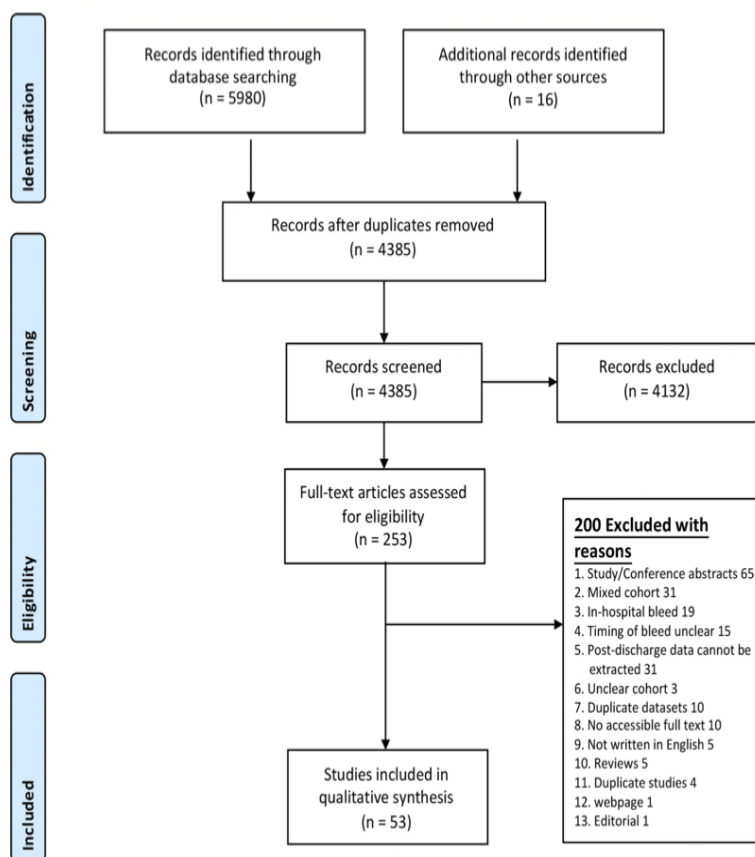 Identification
Records identified through
database searching
(n = 5980)
Additional records identified
through other sources
(n = 16)
Records after duplicates removed
(n = 4385)
Screening
Records screened
(n = 4385)
Records excluded
(n = 4132)
Eligibility
Full-text articles assessed
for eligibility
(n = 253)
200 Excluded with
reasons
1. Study/Conference abstracts 65
2. Mixed cohort 31
3. In-hospital bleed 19
4. Timing of bleed unclear 15
5. Post-discharge data cannot be
extracted 31
6. Unclear cohort 3
7. Duplicate datasets 10
8. No accessible full text 10
9. Not written in English 5
10. Reviews 5
11. Duplicate studies 4
12. webpage 1
13. Editorial 1
Included
Studies included in
qualitative synthesis
(n = 53)